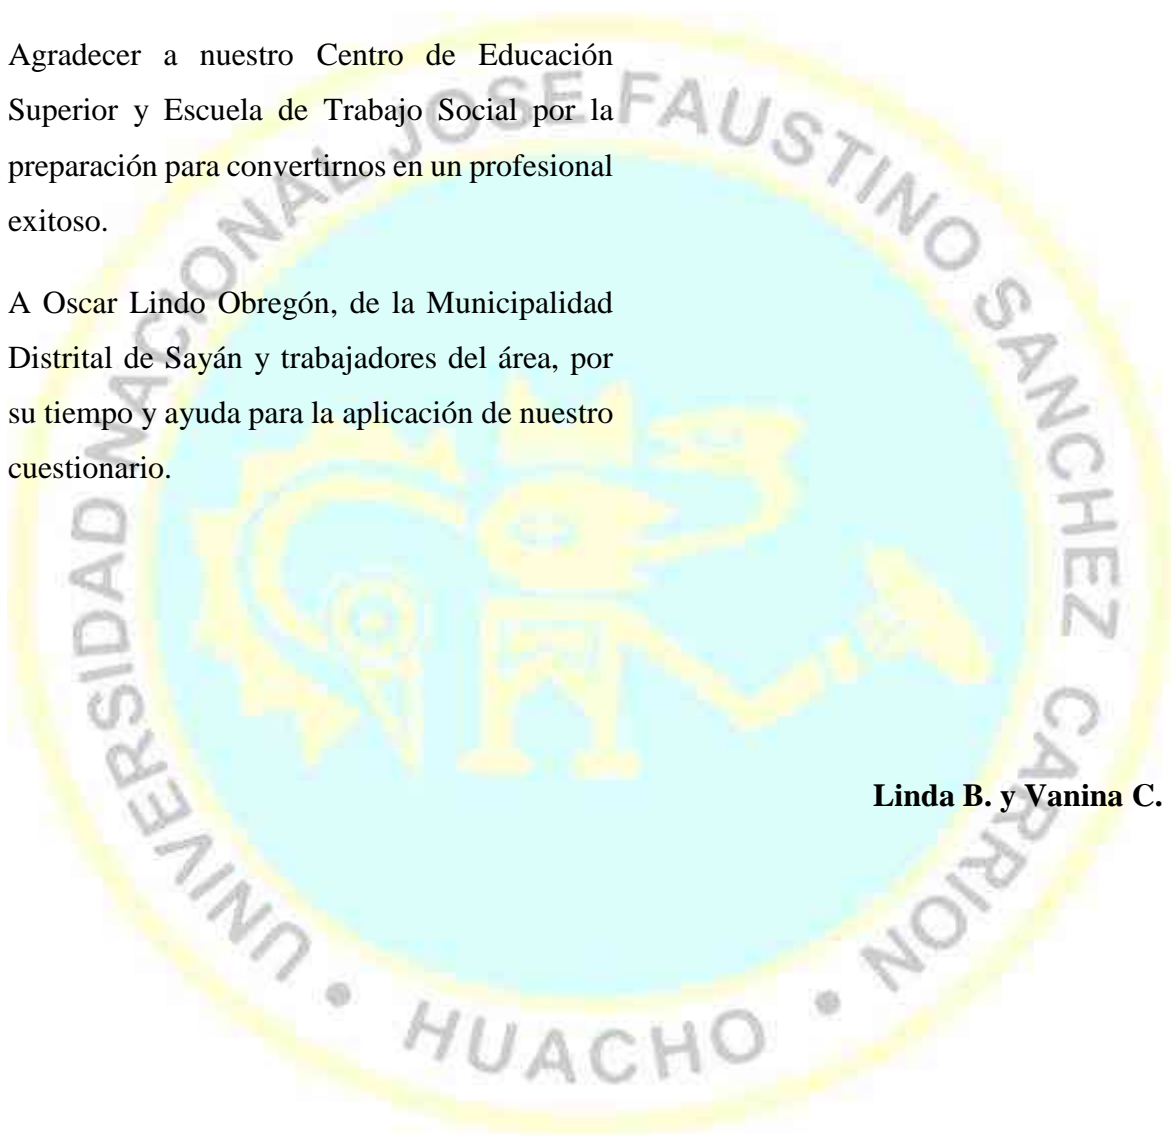 Agradecer a nuestro Centro de Educación
Superior y Escuela de Trabajo Social por la
preparación para convertirnos en un profesional
exitoso.
A Oscar Lindo Obregón, de la Municipalidad
Distrital de Sayán y trabajadores del área, por
su tiempo y ayuda para la aplicación de nuestro
cuestionario.
Linda B. y Vanina C.
UNIVERSIDAD NACIONAL JOSE FAUSTINO SANCHEZ CARRION
• HUACHO •